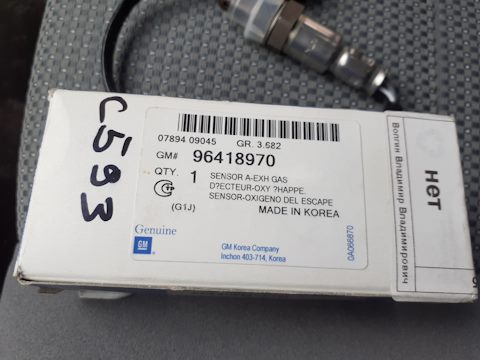 07894 09045 GR. 3.682
GM# 96418970
QTY. 1 SENSOR A-EXH GAS
D?ECTEUR-OXY ?HAPPE.
SENSOR-OXIGENO DEL ESCAPE
(G1J) MADE IN KOREA
Genuine
GM
GM Korea Company
Inchon 403-714, Korea
OA066870
C593
нет
Волгин Владимир Владимирович